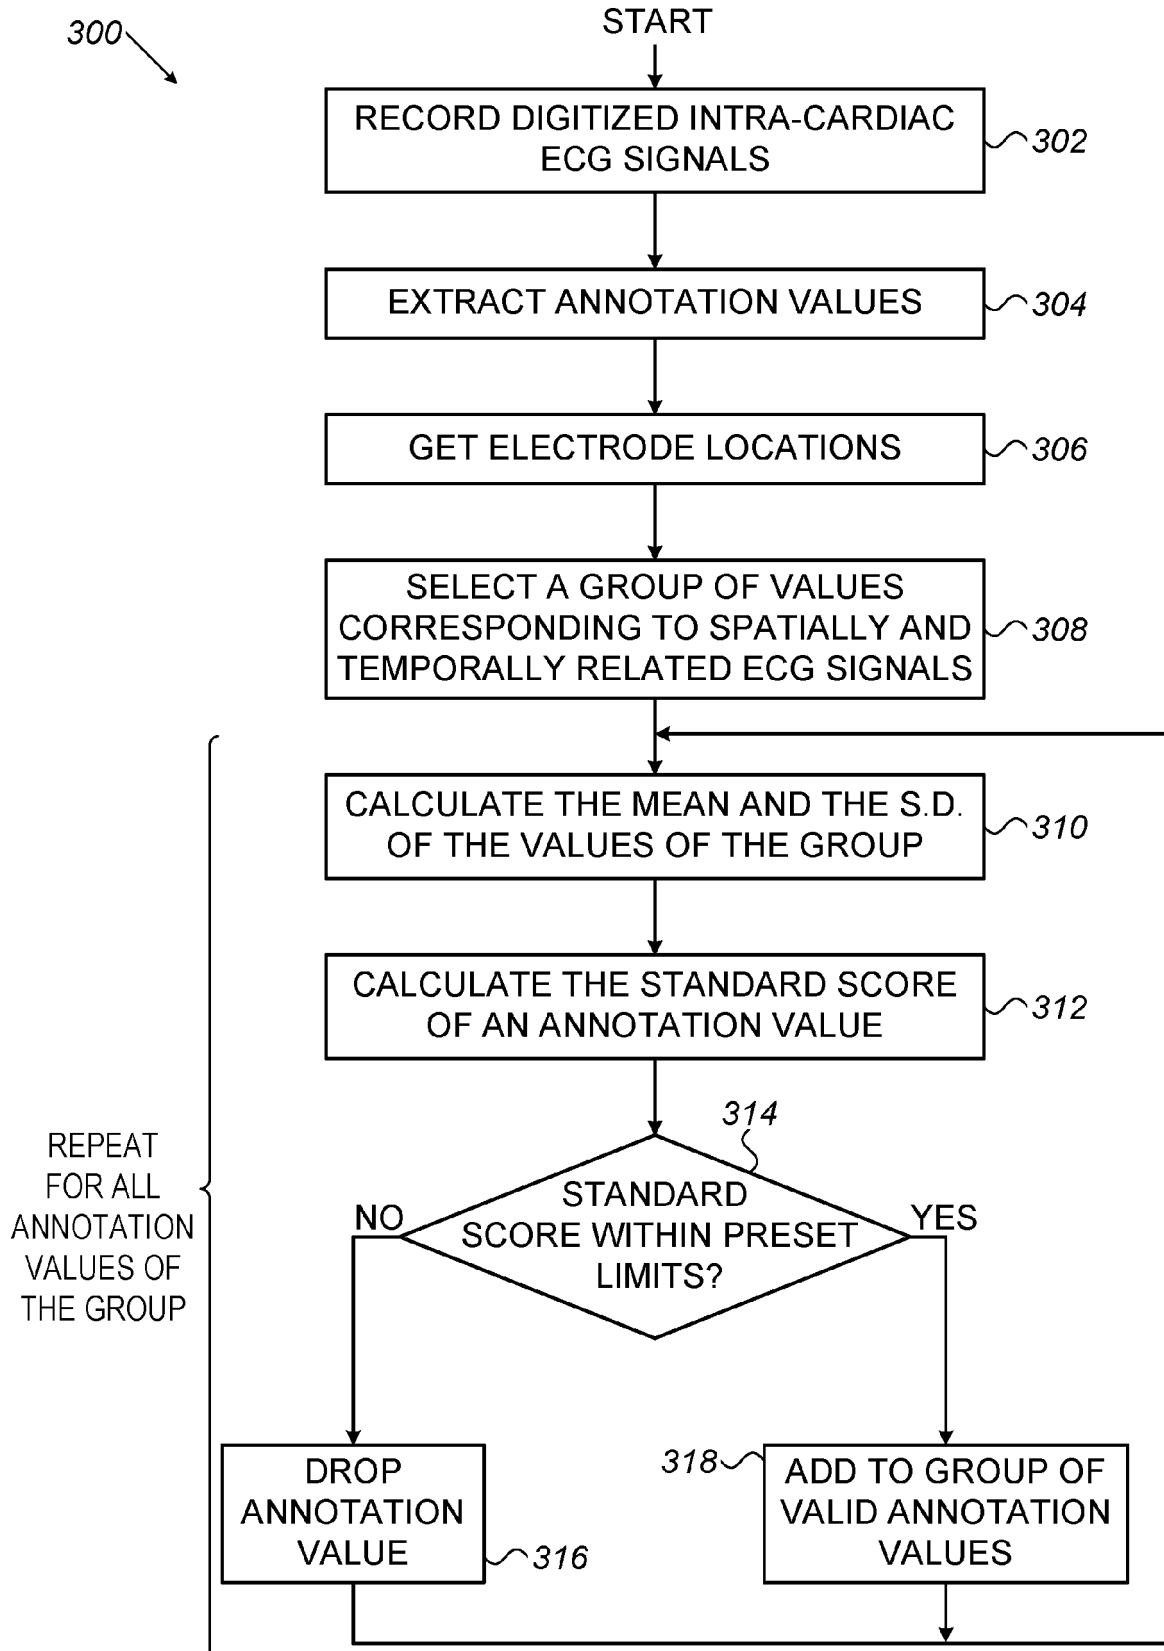 300
START
RECORD DIGITIZED INTRA-CARDIAC
ECG SIGNALS
302
EXTRACT ANNOTATION VALUES
304
GET ELECTRODE LOCATIONS
306
SELECT A GROUP OF VALUES
CORRESPONDING TO SPATIALLY AND
TEMPORALLY RELATED ECG SIGNALS
308
CALCULATE THE MEAN AND THE S.D.
OF THE VALUES OF THE GROUP
310
CALCULATE THE STANDARD SCORE
OF AN ANNOTATION VALUE
312
REPEAT
FOR ALL
ANNOTATION
VALUES OF
THE GROUP
314
STANDARD
SCORE WITHIN PRESET
LIMITS?
NO
YES
DROP
ANNOTATION
VALUE
316
318
ADD TO GROUP OF
VALID ANNOTATION
VALUES